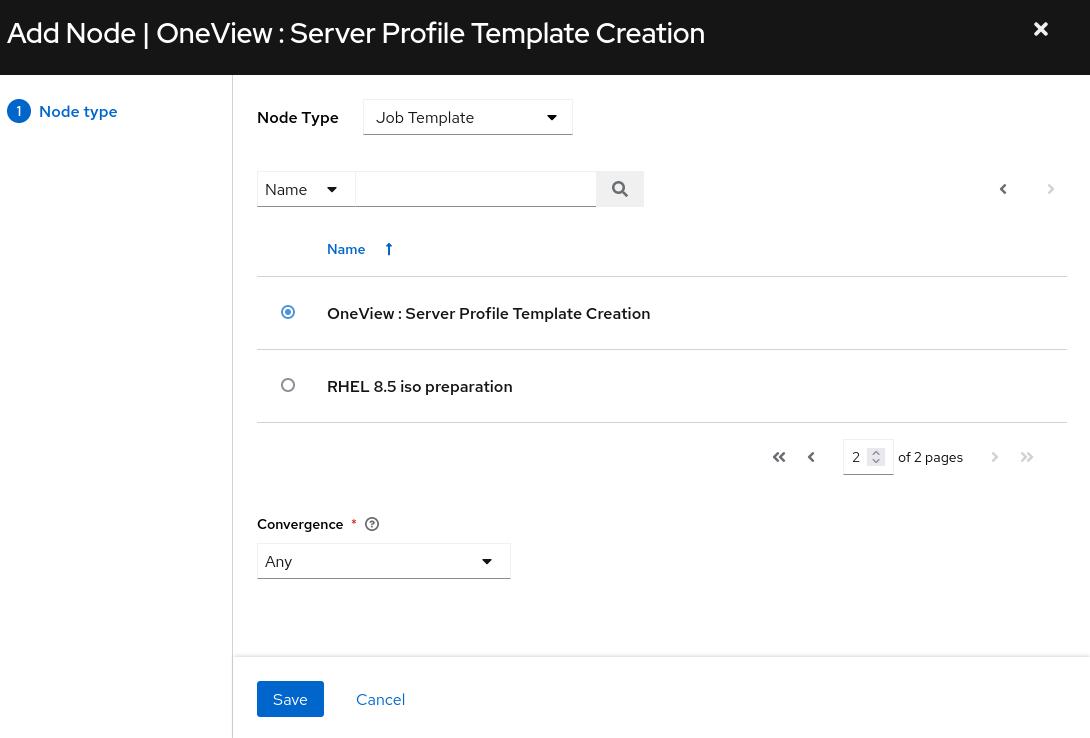 Add Node | OneView : Server Profile Template Creation
1 Node type
Node Type Job Template
Name
Name
OneView : Server Profile Template Creation
RHEL 8.5 iso preparation
2 of 2 pages
Convergence *
Any
Save Cancel